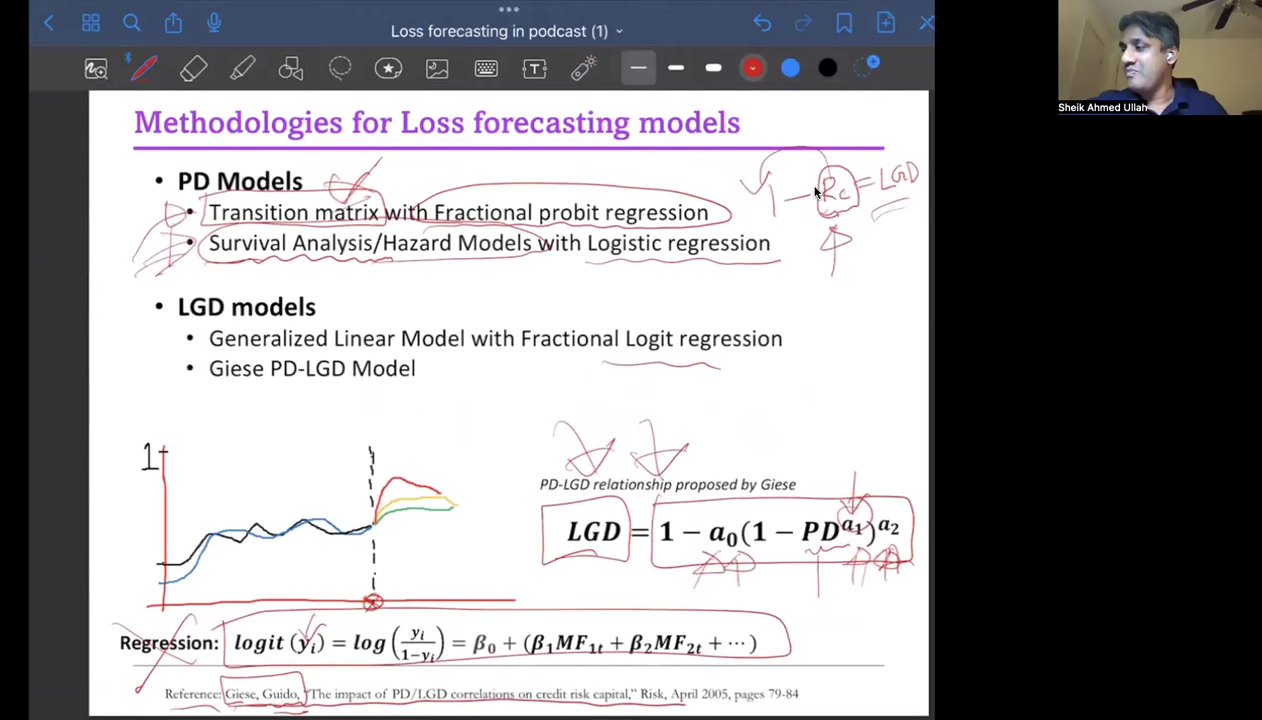 Loss forecasting in podcast (1)
Sheik Ahmed Ullah
Methodologies for Loss forecasting models
• PD Models
• Transition matrix with Fractional probit regression
• Survival Analysis/Hazard Models with Logistic regression
1 - Rc = LGD
• LGD models
• Generalized Linear Model with Fractional Logit regression
• Giese PD-LGD Model
1
PD-LGD relationship proposed by Giese
LGD = 1 − a₀(1 − PD^a₁)^a₂
Regression: logit (yᵢ) = log(yᵢ/1−yᵢ) = β₀ + (β₁MF₁ₜ + β₂MF₂ₜ + ⋯)
Reference: Giese, Guido, "The impact of PD/LGD correlations on credit risk capital," Risk, April 2005, pages 79-84